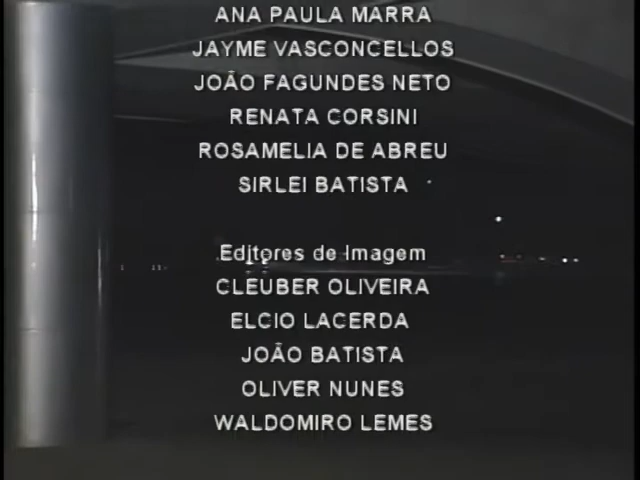 ANA PAULA MARRA
JAYME VASCONCELLOS
JOÃO FAGUNDES NETO
RENATA CORSINI
ROSAMELIA DE ABREU
SIRLEI BATISTA
Editores de Imagem
CLEUBER OLIVEIRA
ELCIO LACERDA
JOÃO BATISTA
OLIVER NUNES
WALDOMIRO LEMES